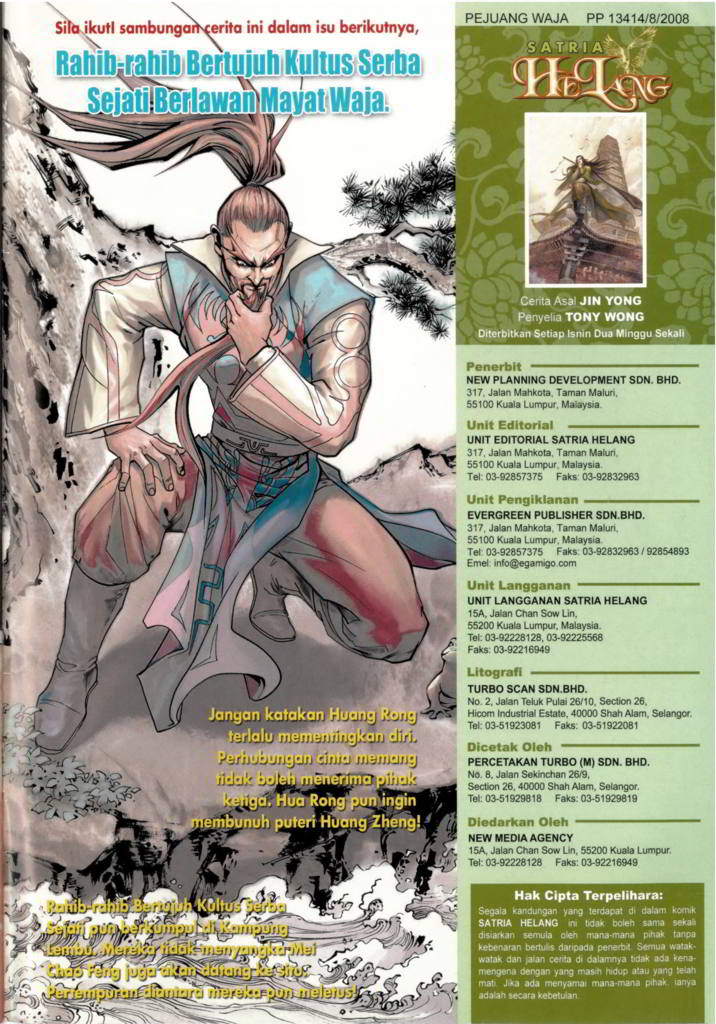 Sila ikuti sambungan cerita ini dalam isu berikutnya,
Rahib-rahib Bertujuh Kultus Serba
Sejati Berlawan Mayat Waja.
Jangan katakan Huang Rong
terlalu mementingkan diri.
Perhubungan cinta memang
tidak boleh menerima pihak
ketiga. Hua Rong pun ingin
membunuh puteri Huang Zheng!
Rahib-rahib Bertujuh Kultus Serba
Sejati pun berkumpul di Kampung
Lembu. Mereka tidak menyangka Mei
Chao Feng juga akan datang ke situ.
Pertempuran diantara mereka pun meletus!
PEJUANG WAJA PP 13414/8/2008
SATRIA
HELANG
Cerita Asal JIN YONG
Penyelia TONY WONG
Diterbitkan Setiap Isnin Dua Minggu Sekali
Penerbit
NEW PLANNING DEVELOPMENT SDN. BHD.
317, Jalan Mahkota, Taman Maluri,
55100 Kuala Lumpur, Malaysia.
Unit Editorial
UNIT EDITORIAL SATRIA HELANG
317, Jalan Mahkota, Taman Maluri,
55100 Kuala Lumpur, Malaysia.
Tel: 03-92857375 Faks: 03-92832963
Unit Pengiklanan
EVERGREEN PUBLISHER SDN.BHD.
317, Jalan Mahkota, Taman Maluri,
55100 Kuala Lumpur, Malaysia.
Tel: 03-92857375 Faks: 03-92832963 / 92854893
Emel: info@egamigo.com
Unit Langganan
UNIT LANGGANAN SATRIA HELANG
15A, Jalan Chan Sow Lin,
55200 Kuala Lumpur, Malaysia.
Tel: 03-92228128, 03-92225568
Faks: 03-92216949
Litografi
TURBO SCAN SDN.BHD.
No. 2, Jalan Teluk Pulai 26/10, Section 26,
Hicom Industrial Estate, 40000 Shah Alam, Selangor.
Tel: 03-51923081 Faks: 03-51922081
Dicetak Oleh
PERCETAKAN TURBO (M) SDN. BHD.
No. 8, Jalan Sekinchan 26/9,
Section 26, 40000 Shah Alam, Selangor.
Tel: 03-51929818 Faks: 03-51929819
Diedarkan Oleh
NEW MEDIA AGENCY
15A, Jalan Chan Sow Lin, 55200 Kuala Lumpur.
Tel: 03-92228128 Faks: 03-92216949
Hak Cipta Terpelihara:
Segala kandungan yang terdapat di dalam komik
SATRIA HELANG ini tidak boleh sama sekali
disiarkan semula oleh mana-mana pihak tanpa
kebenaran bertulis daripada penerbit. Semua watak-
watak dan jalan cerita di dalamnya tidak ada kena-
mengena dengan yang masih hidup atau yang telah
mati. Jika ada menyamai mana-mana pihak, ianya
adalah secara kebetulan.